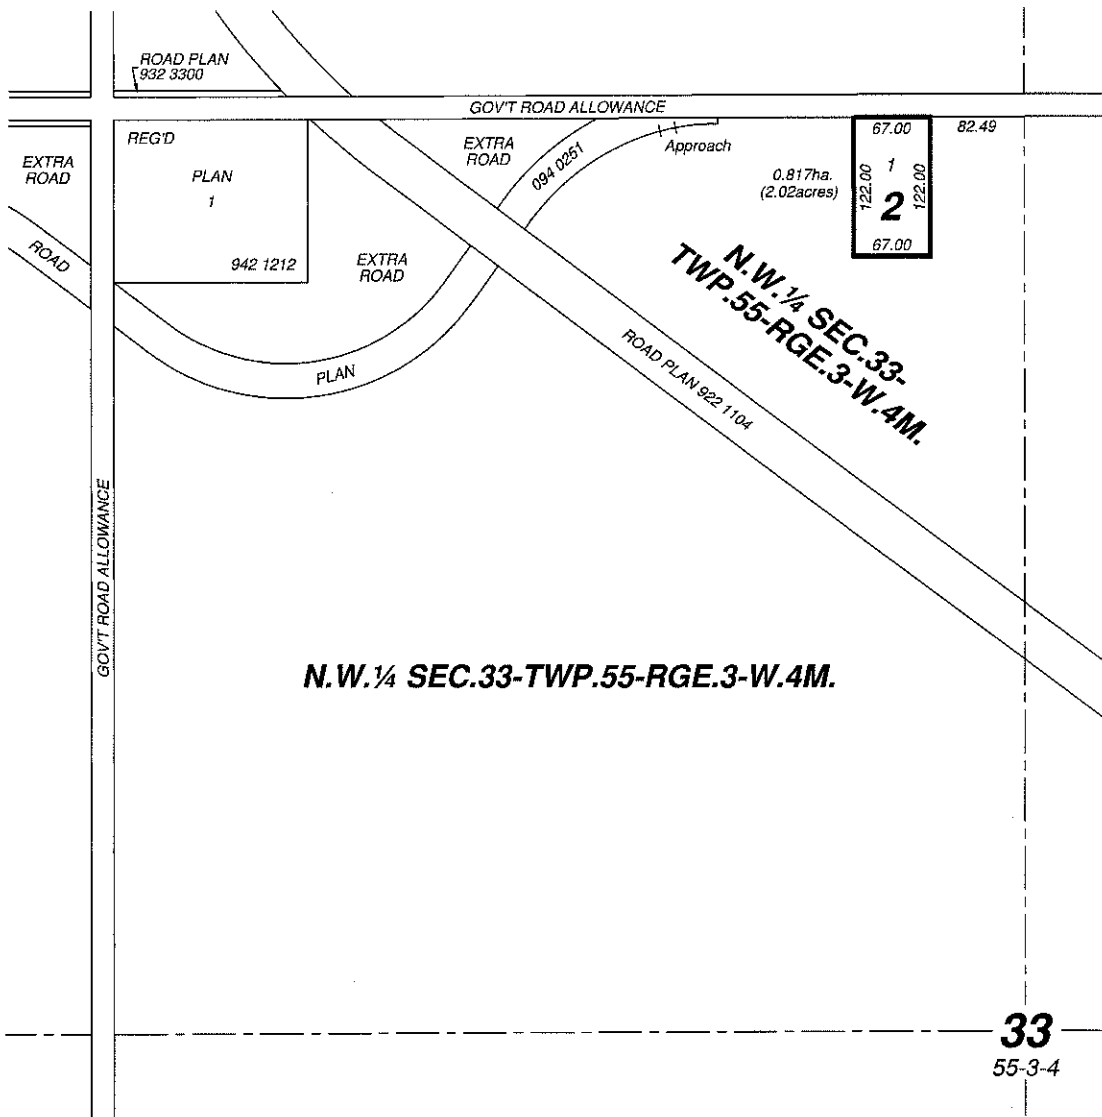 ROAD PLAN
932 3300
GOV'T ROAD ALLOWANCE
REG'D
PLAN
1
942 1212
EXTRA
ROAD
ROAD
EXTRA
ROAD
094 0251
Approach
67.00
82.49
0.817ha.
(2.02acres)
122.00
1
2
122.00
67.00
EXTRA
ROAD
PLAN
N.W.¼ SEC.33-
TWP.55-RGE.3-W.4M.
ROAD PLAN 922 1104
GOV'T ROAD ALLOWANCE
N.W.¼ SEC.33-TWP.55-RGE.3-W.4M.
33
55-3-4